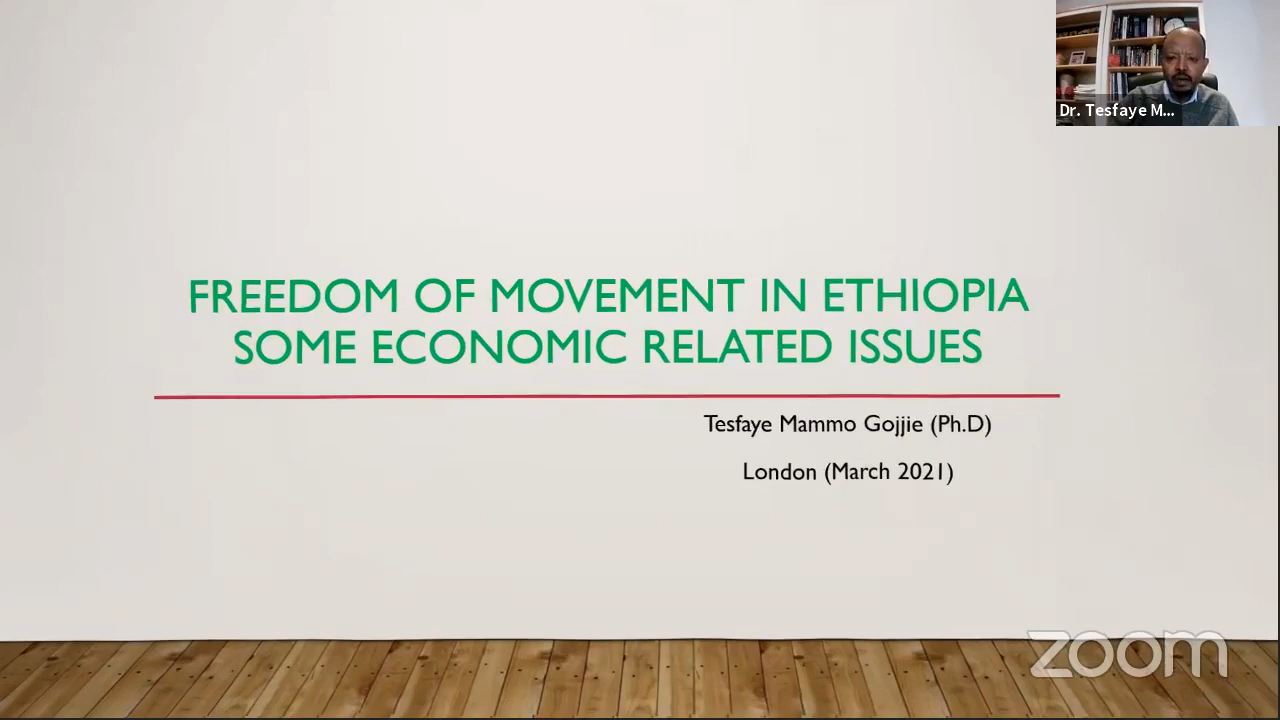 Dr. Tesfaye M...
FREEDOM OF MOVEMENT IN ETHIOPIA
SOME ECONOMIC RELATED ISSUES
Tesfaye Mammo Gojjie (Ph.D)
London (March 2021)
zoom